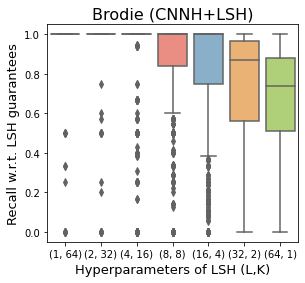 Brodie (CNNH+LSH)
Recall w.r.t. LSH guarantees
1.0
0.8
0.6
0.4
0.2
0.0
(1, 64) (2, 32) (4, 16) (8, 8) (16, 4) (32, 2) (64, 1)
Hyperparameters of LSH (L,K)